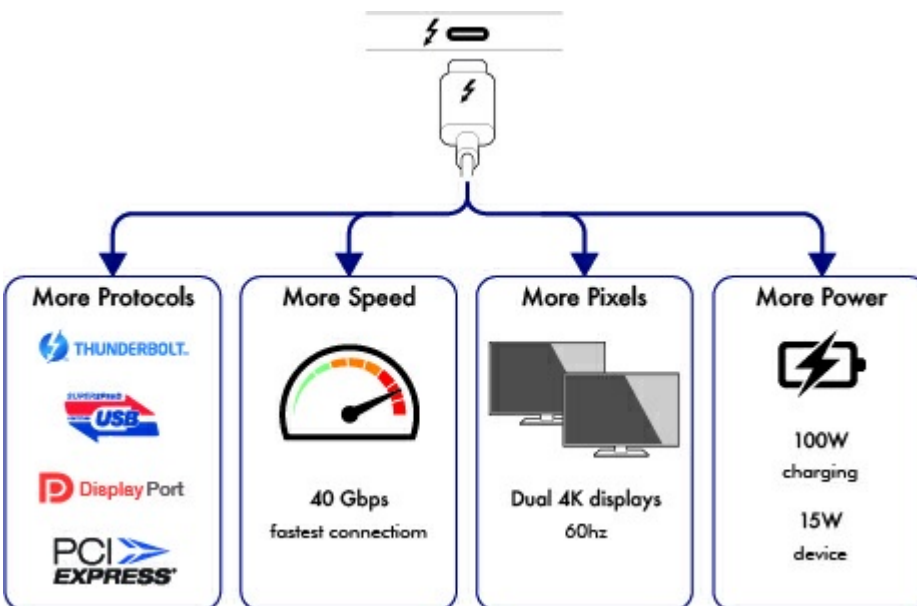 More Protocols
THUNDERBOLT™
SUPERSPEED
USB
DisplayPort
PCI
EXPRESS®
More Speed
40 Gbps
fastest connectiom
More Pixels
Dual 4K displays
60hz
More Power
100W
charging
15W
device